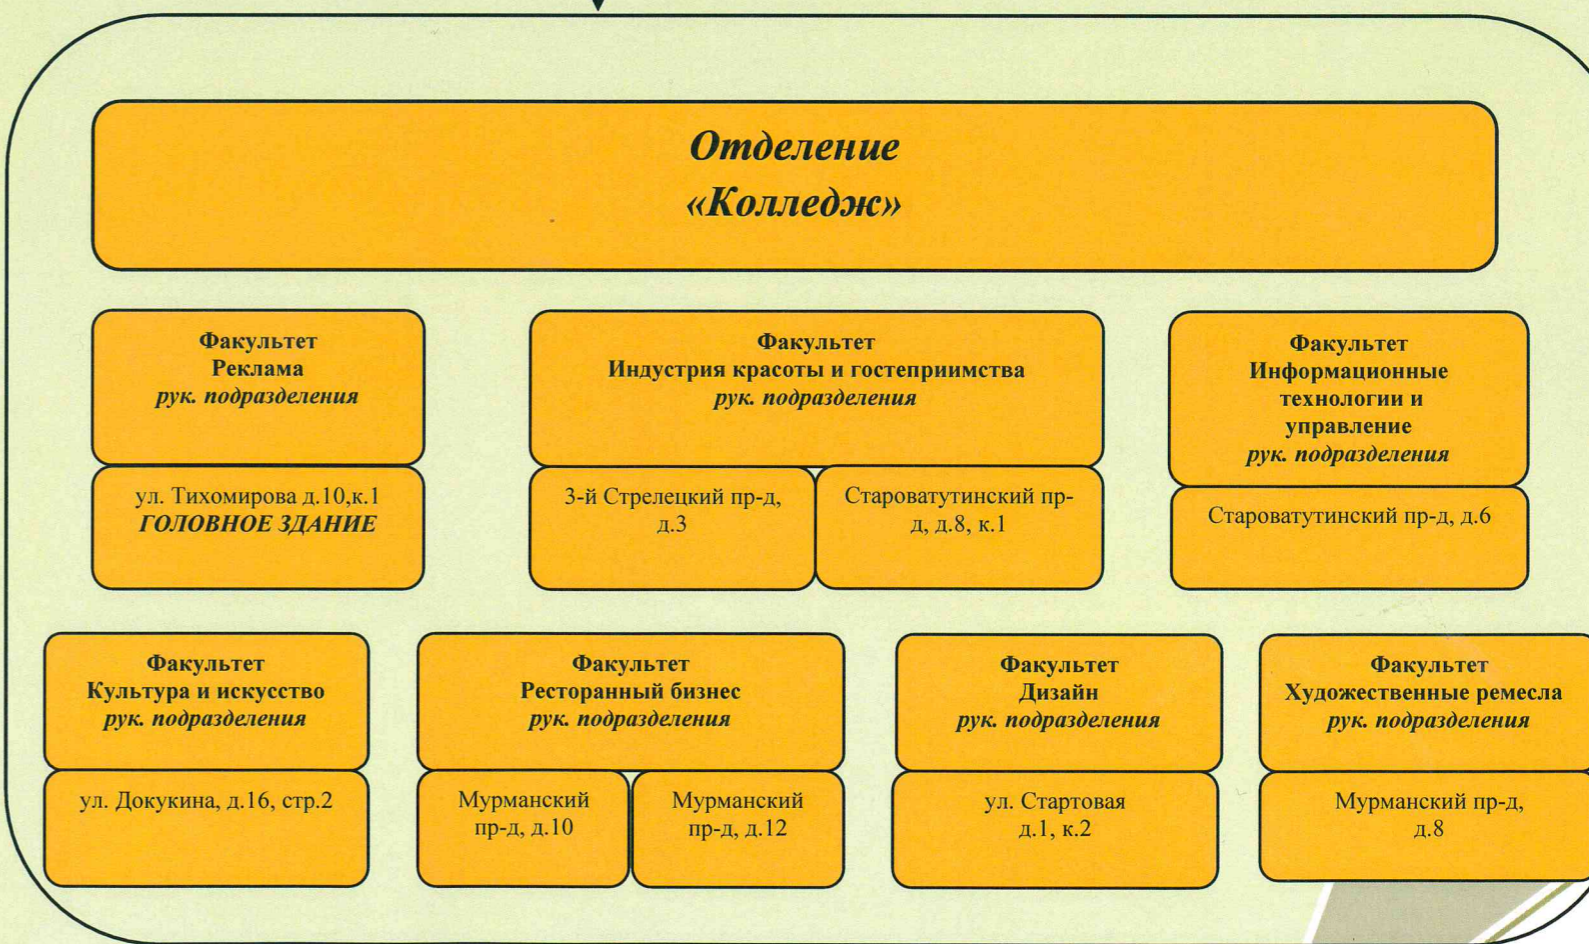 Отделение
«Колледж»
Факультет
Реклама
рук. подразделения
ул. Тихомирова д.10,к.1
ГОЛОВНОЕ ЗДАНИЕ
Факультет
Индустрия красоты и гостеприимства
рук. подразделения
3-й Стрелецкий пр-д,
д.3
Староватутинский пр-
д, д.8, к.1
Факультет
Информационные
технологии и
управление
рук. подразделения
Староватутинский пр-д, д.6
Факультет
Культура и искусство
рук. подразделения
ул. Докукина, д.16, стр.2
Факультет
Ресторанный бизнес
рук. подразделения
Мурманский
пр-д, д.10
Мурманский
пр-д, д.12
Факультет
Дизайн
рук. подразделения
ул. Стартовая
д.1, к.2
Факультет
Художественные ремесла
рук. подразделения
Мурманский пр-д,
д.8